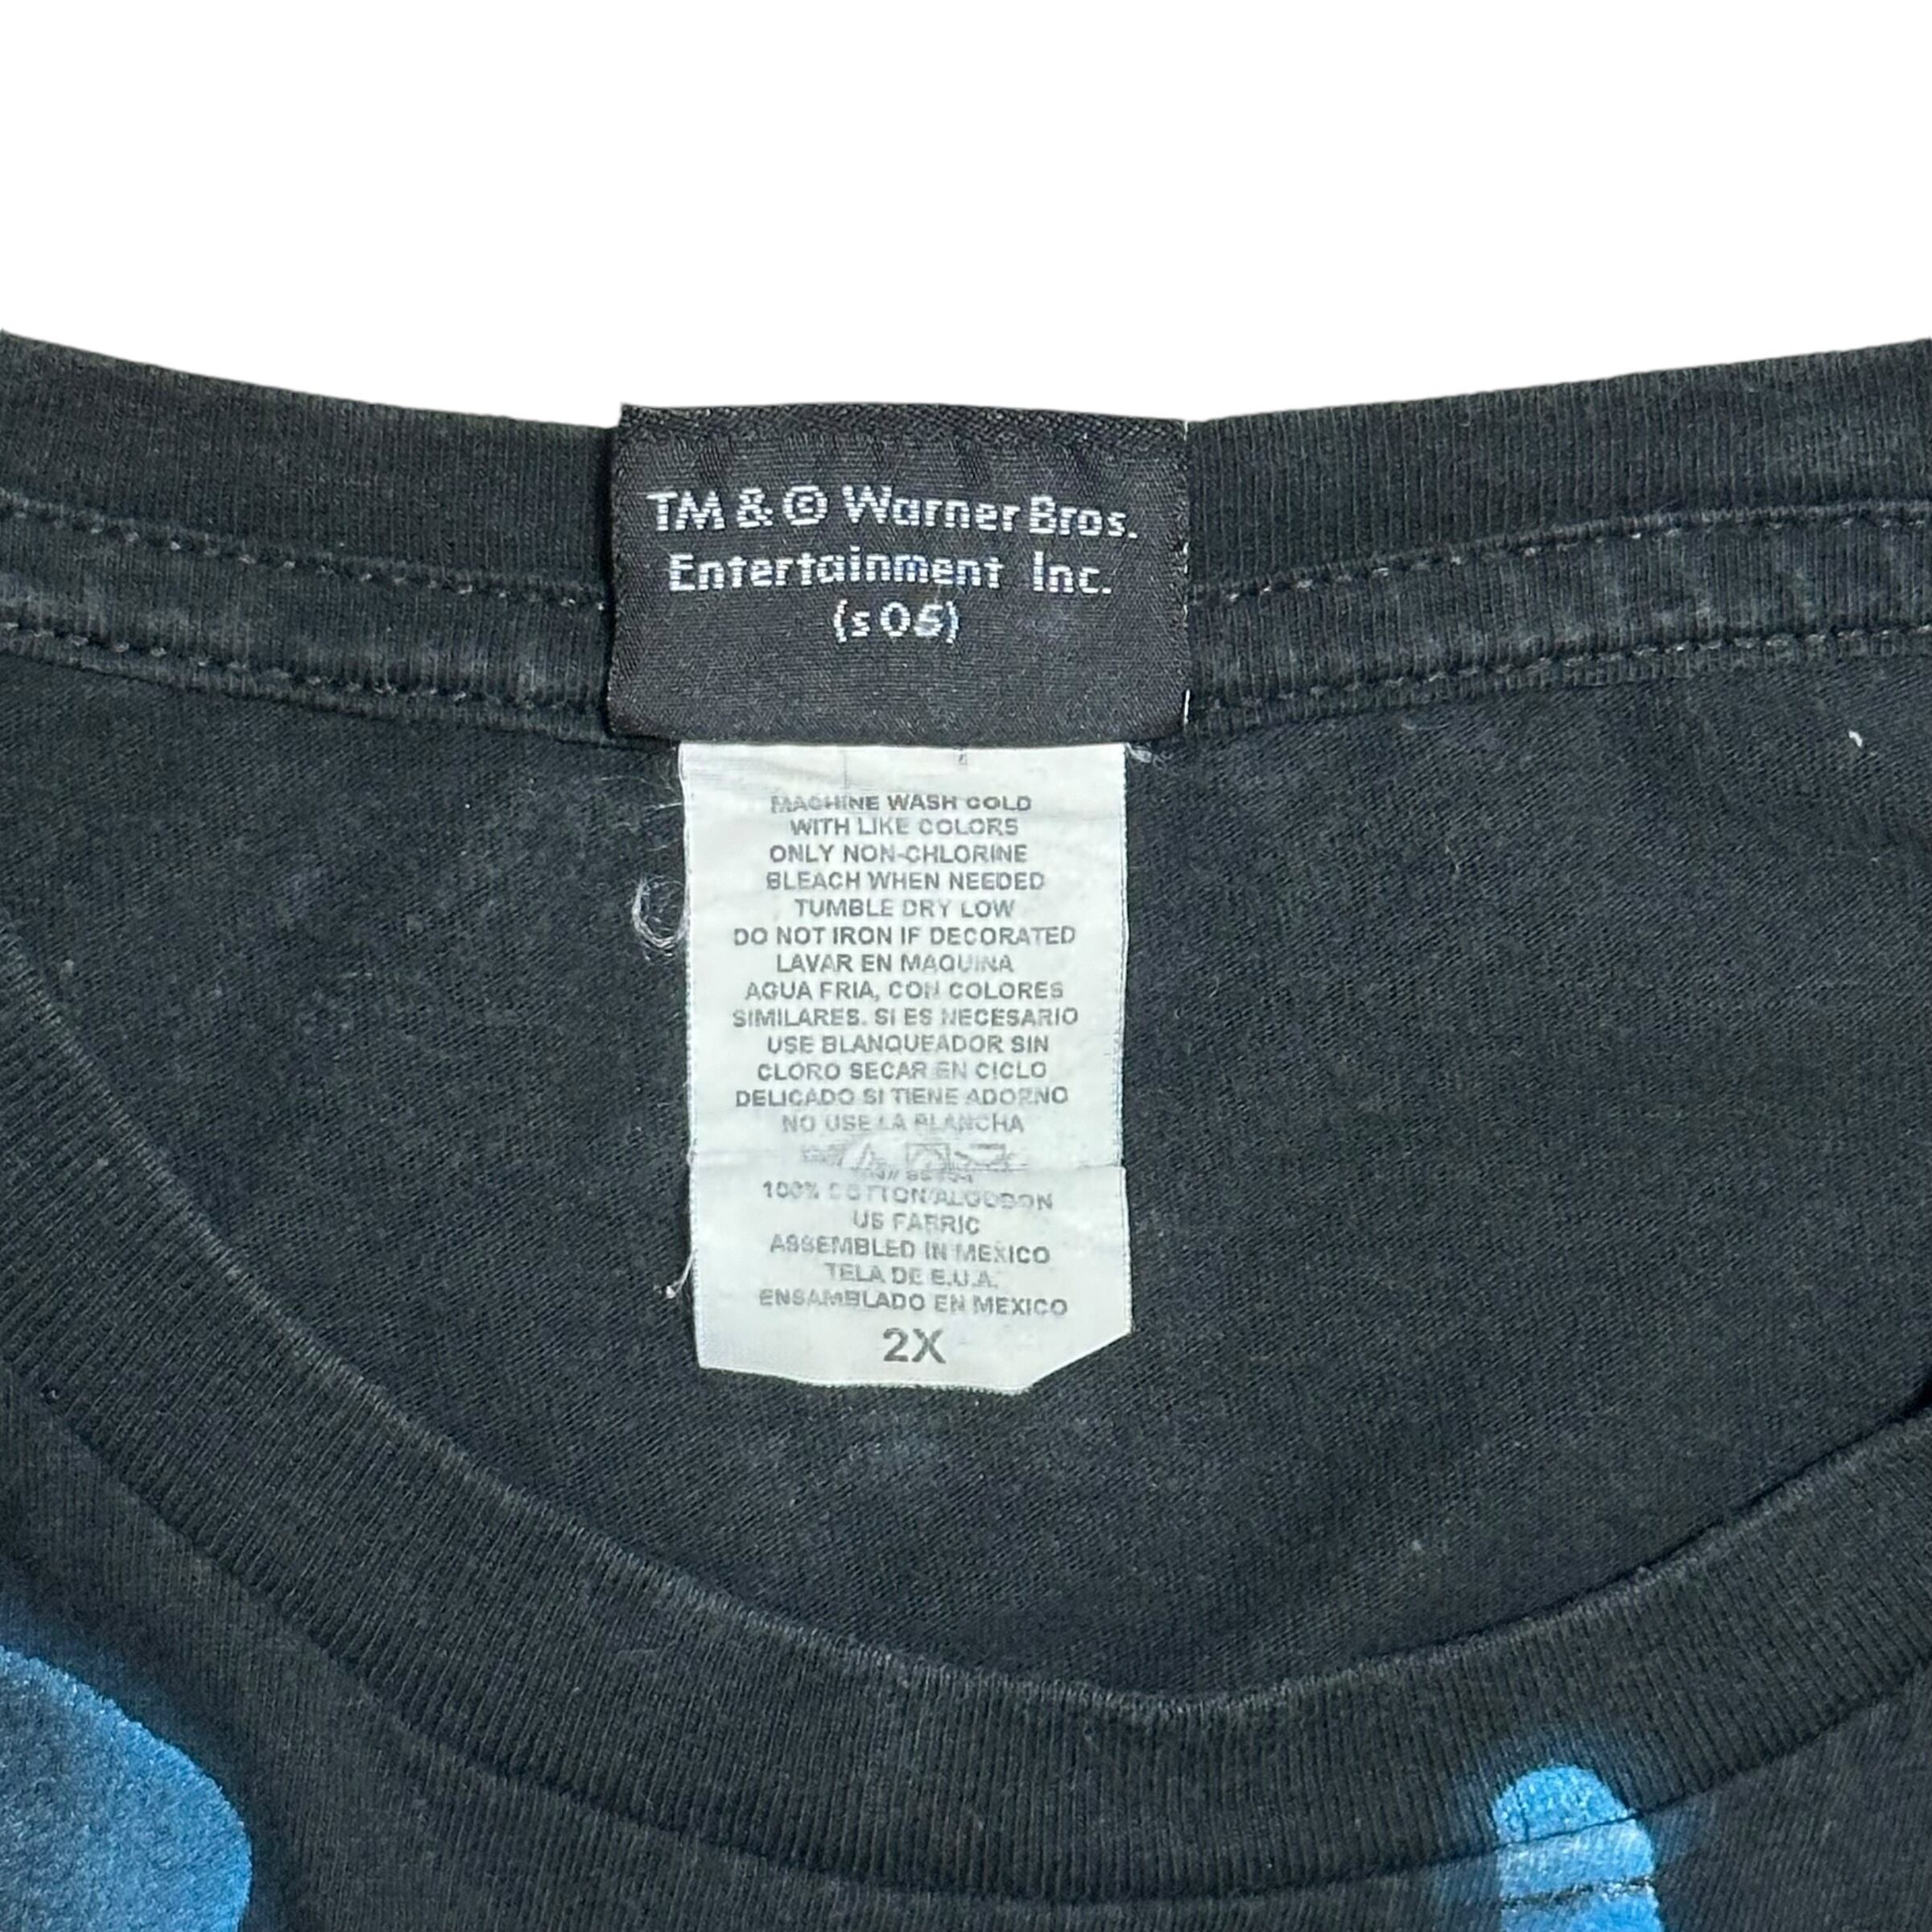 TM & © Warner Bros.
Entertainment Inc.
(s 06)
MACHINE WASH COLD
WITH LIKE COLORS
ONLY NON-CHLORINE
BLEACH WHEN NEEDED
TUMBLE DRY LOW
DO NOT IRON IF DECORATED
LAVAR EN MAQUINA
AGUA FRIA, CON COLORES
SIMILARES. SI ES NECESARIO
USE BLANQUEADOR SIN
CLORO SECAR EN CICLO
DELICADO SI TIENE ADORNO
NO USE LA PLANCHA
100% COTTON/ALGODON
US FABRIC
ASSEMBLED IN MEXICO
TELA DE E.U.A.
ENSAMBLADO EN MEXICO
2X